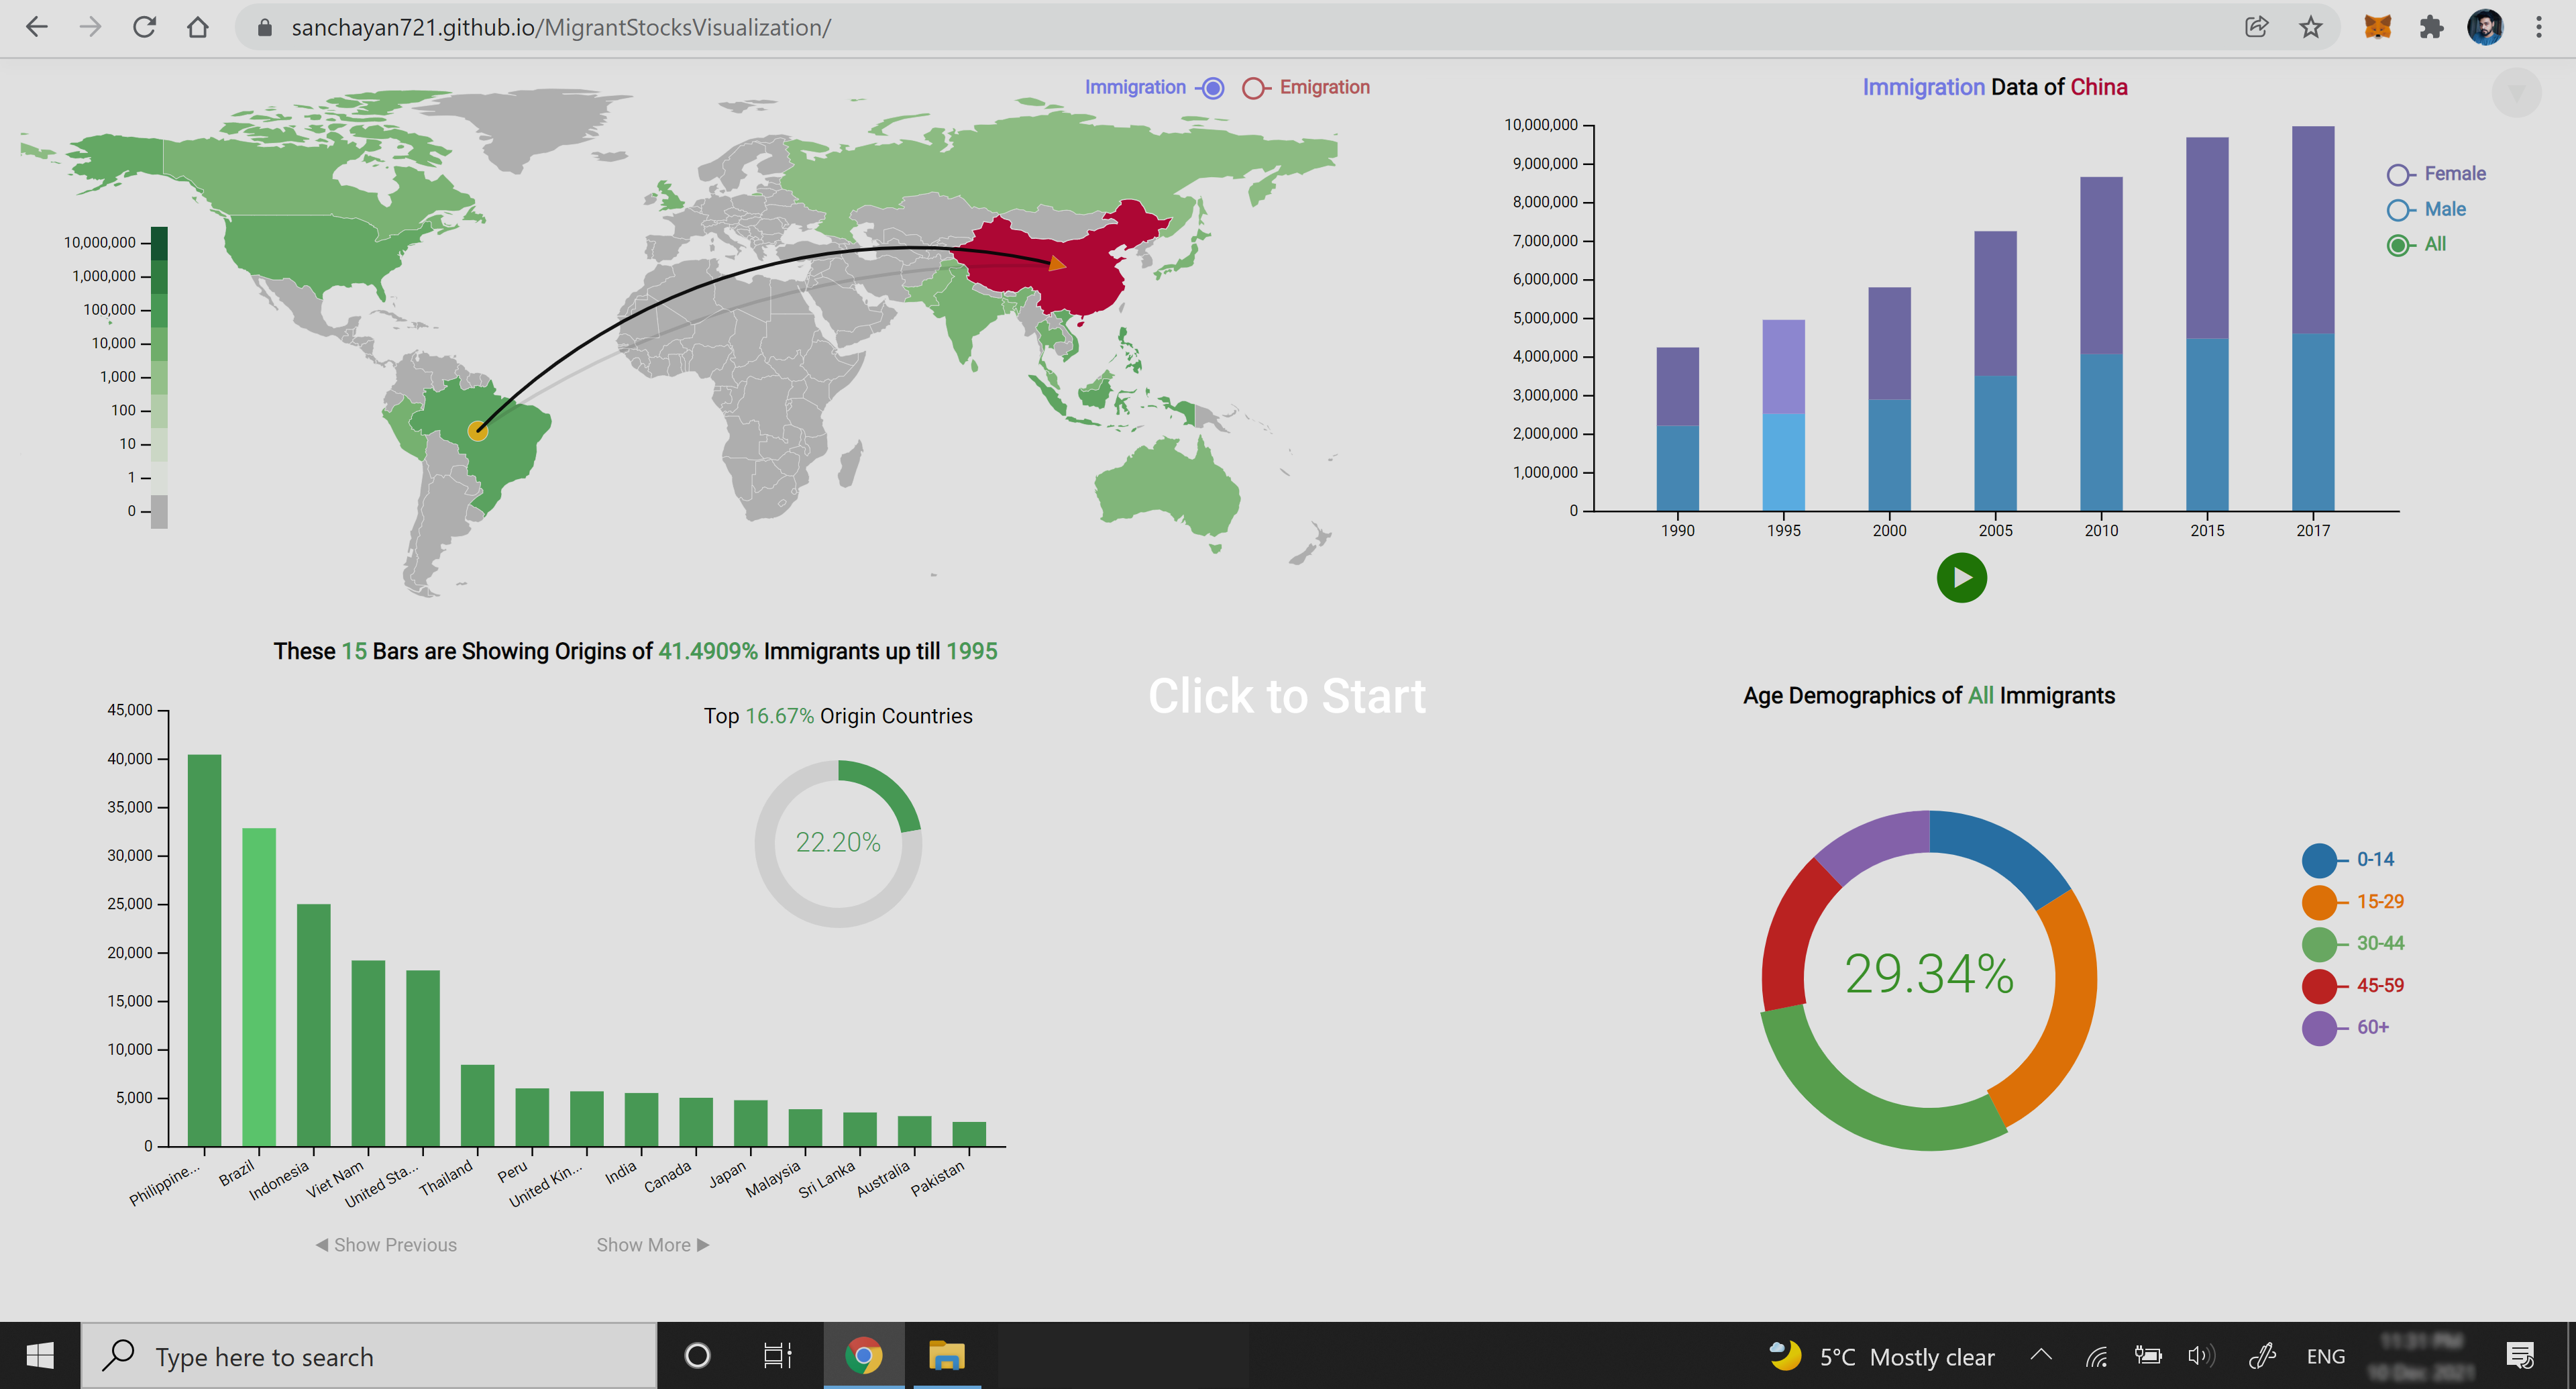 sanchayan721.github.io/MigrantStocksVisualization/
Immigration Emigration
10,000,000
1,000,000
100,000
10,000
1,000
100
10
1
0
Immigration Data of China
10,000,000
9,000,000
8,000,000
7,000,000
6,000,000
5,000,000
4,000,000
3,000,000
2,000,000
1,000,000
0
1990 1995 2000 2005 2010 2015 2017
Female
Male
All
These 15 Bars are Showing Origins of 41.4909% Immigrants up till 1995
Top 16.67% Origin Countries
22.20%
45,000
40,000
35,000
30,000
25,000
20,000
15,000
10,000
5,000
0
Philippine... Brazil Indonesia Viet Nam United Sta... Thailand Peru United Kin... India Canada Japan Malaysia Sri Lanka Australia Pakistan
◀ Show Previous Show More ▶
Click to Start
Age Demographics of All Immigrants
29.34%
0-14
15-29
30-44
45-59
60+
Type here to search
5°C Mostly clear
ENG